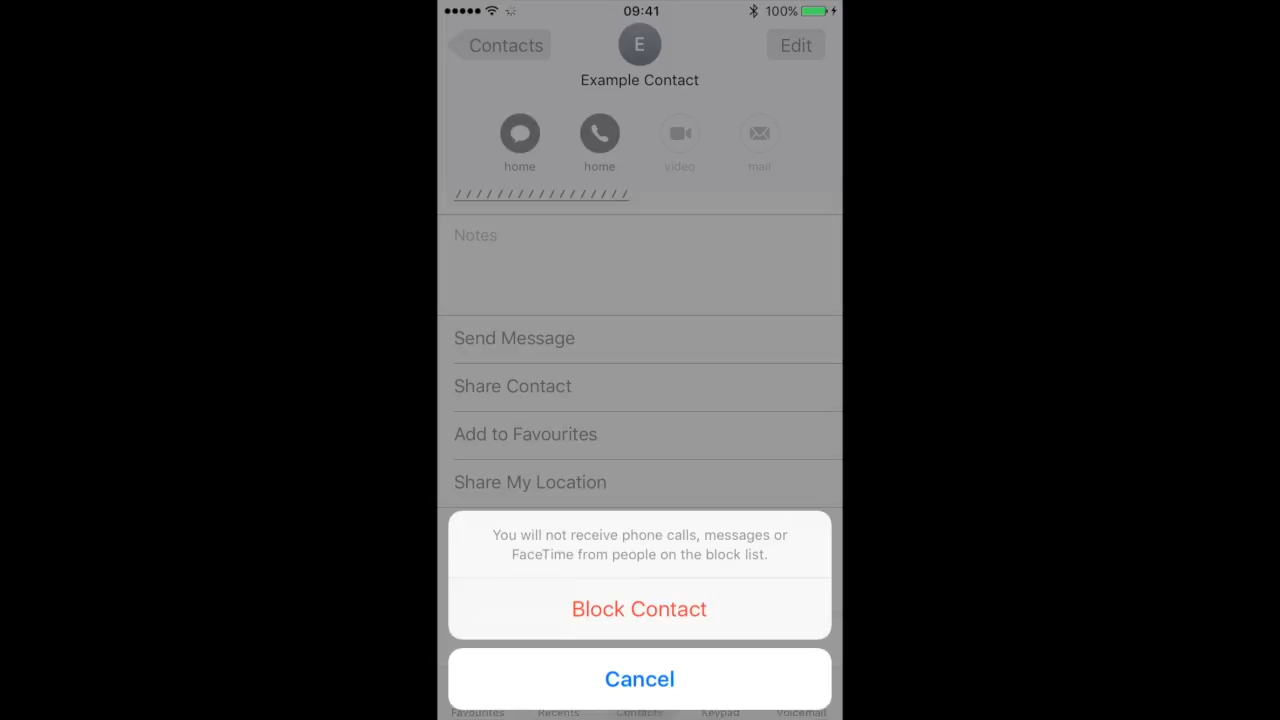 09:41
100%
Contacts
E
Edit
Example Contact
home
home
video
mail
Notes
Send Message
Share Contact
Add to Favourites
Share My Location
You will not receive phone calls, messages or
FaceTime from people on the block list.
Block Contact
Cancel
Favourites
Recents
Contacts
Keypad
Voicemail